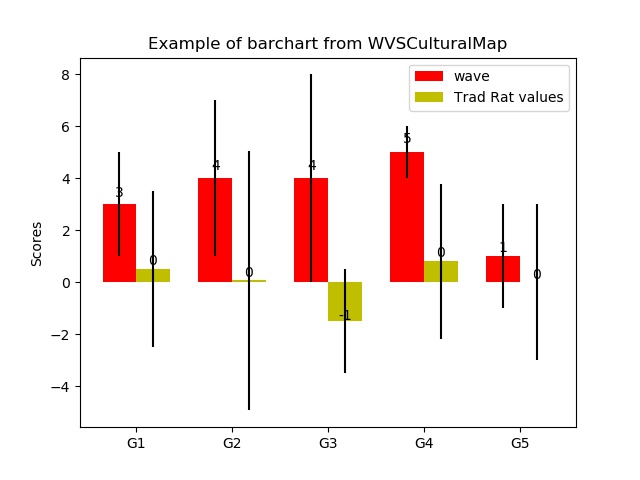 Example of barchart from WVSCulturalMap
wave
Trad Rat values
Scores
8
6
4
2
0
−2
−4
3
0
4
0
4
-1
5
0
1
0
G1
G2
G3
G4
G5